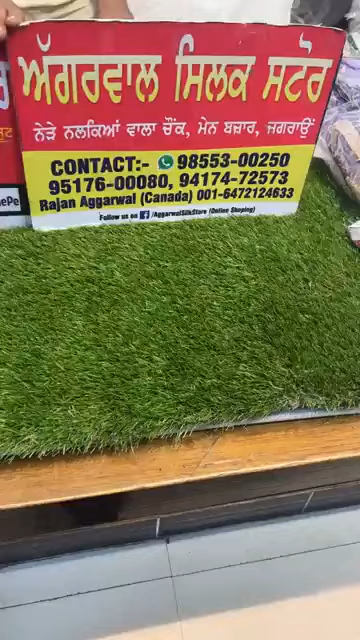 ਅੱਗਰਵਾਲ ਸਿਲਕ ਸਟੋਰ
ਨੇੜੇ ਨਲਕਿਆਂ ਵਾਲਾ ਚੌਂਕ, ਮੇਨ ਬਜ਼ਾਰ, ਜਗਰਾਉਂ
CONTACT:- 98553-00250
95176-00080, 94174-72573
Rajan Aggarwal (Canada) 001-6472124633
Follow us on /AggarwalSilkStore (Online Shoping)